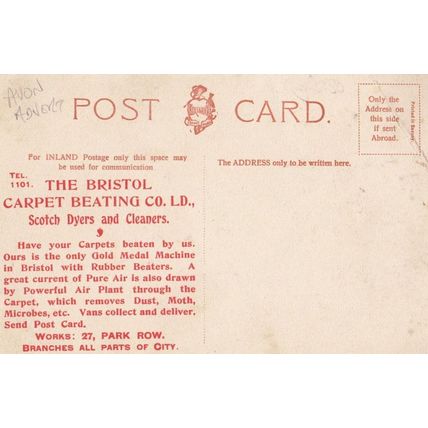 AVON
ADVERT
POST CARD.
Only the
Address on
this side
if sent
Abroad.
For INLAND Postage only this space may
be used for communication
The ADDRESS only to be written here.
TEL.
1101.
THE BRISTOL
CARPET BEATING CO. LD.,
Scotch Dyers and Cleaners.
Have your Carpets beaten by us.
Ours is the only Gold Medal Machine
in Bristol with Rubber Beaters. A
great current of Pure Air is also drawn
by Powerful Air Plant through the
Carpet, which removes Dust, Moth,
Microbes, etc. Vans collect and deliver.
Send Post Card.
WORKS: 27, PARK ROW.
BRANCHES ALL PARTS OF CITY.